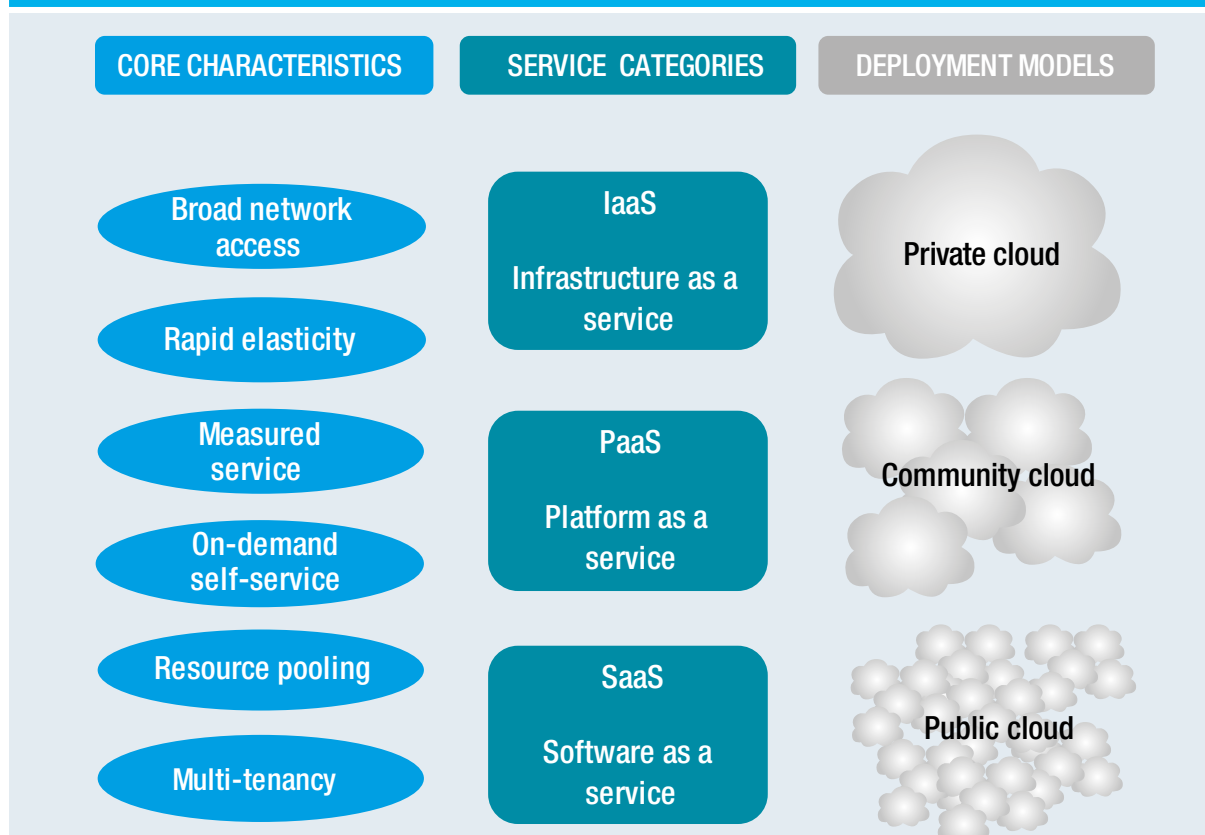 CORE CHARACTERISTICS
SERVICE CATEGORIES
DEPLOYMENT MODELS
Broad network
access
Rapid elasticity
Measured
service
On-demand
self-service
Resource pooling
Multi-tenancy
IaaS
Infrastructure as a
service
PaaS
Platform as a
service
SaaS
Software as a
service
Private cloud
Community cloud
Public cloud